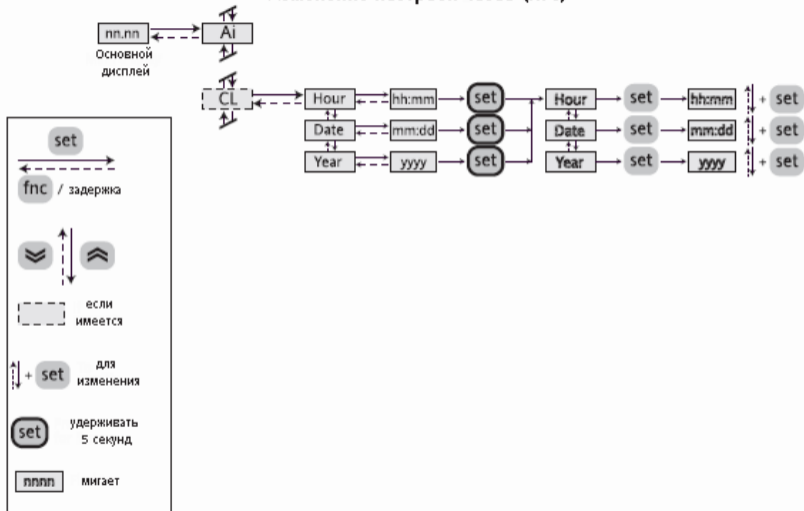 nn.nn Ai
Основной
дисплей
CL Hour hh:mm set Hour set hh:mm + set
Date mm:dd set Date set mm:dd + set
Year yyyy set Year set yyyy + set
set
fnc / задержка
если
имеется
+ set для
изменения
set удерживать
5 секунд
nnnn мигает